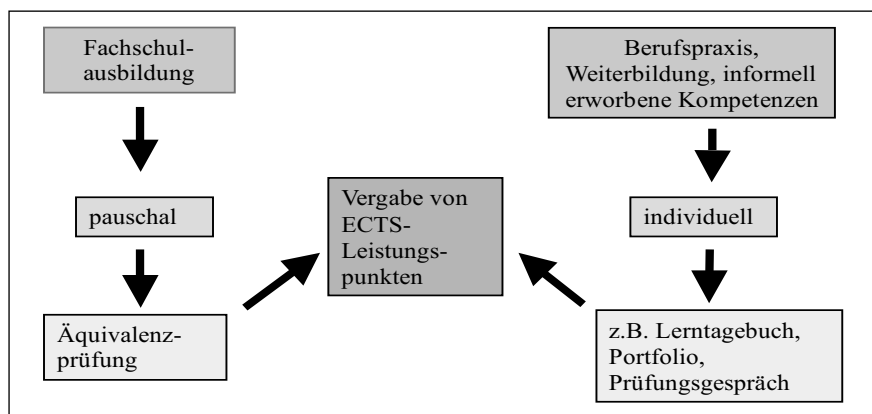 Fachschul-
ausbildung
Berufspraxis,
Weiterbildung, informell
erworbene Kompetenzen
pauschal
Vergabe von
ECTS-
Leistungs-
punkten
individuell
Äquivalenz-
prüfung
z.B. Lerntagebuch,
Portfolio,
Prüfungsgespräch